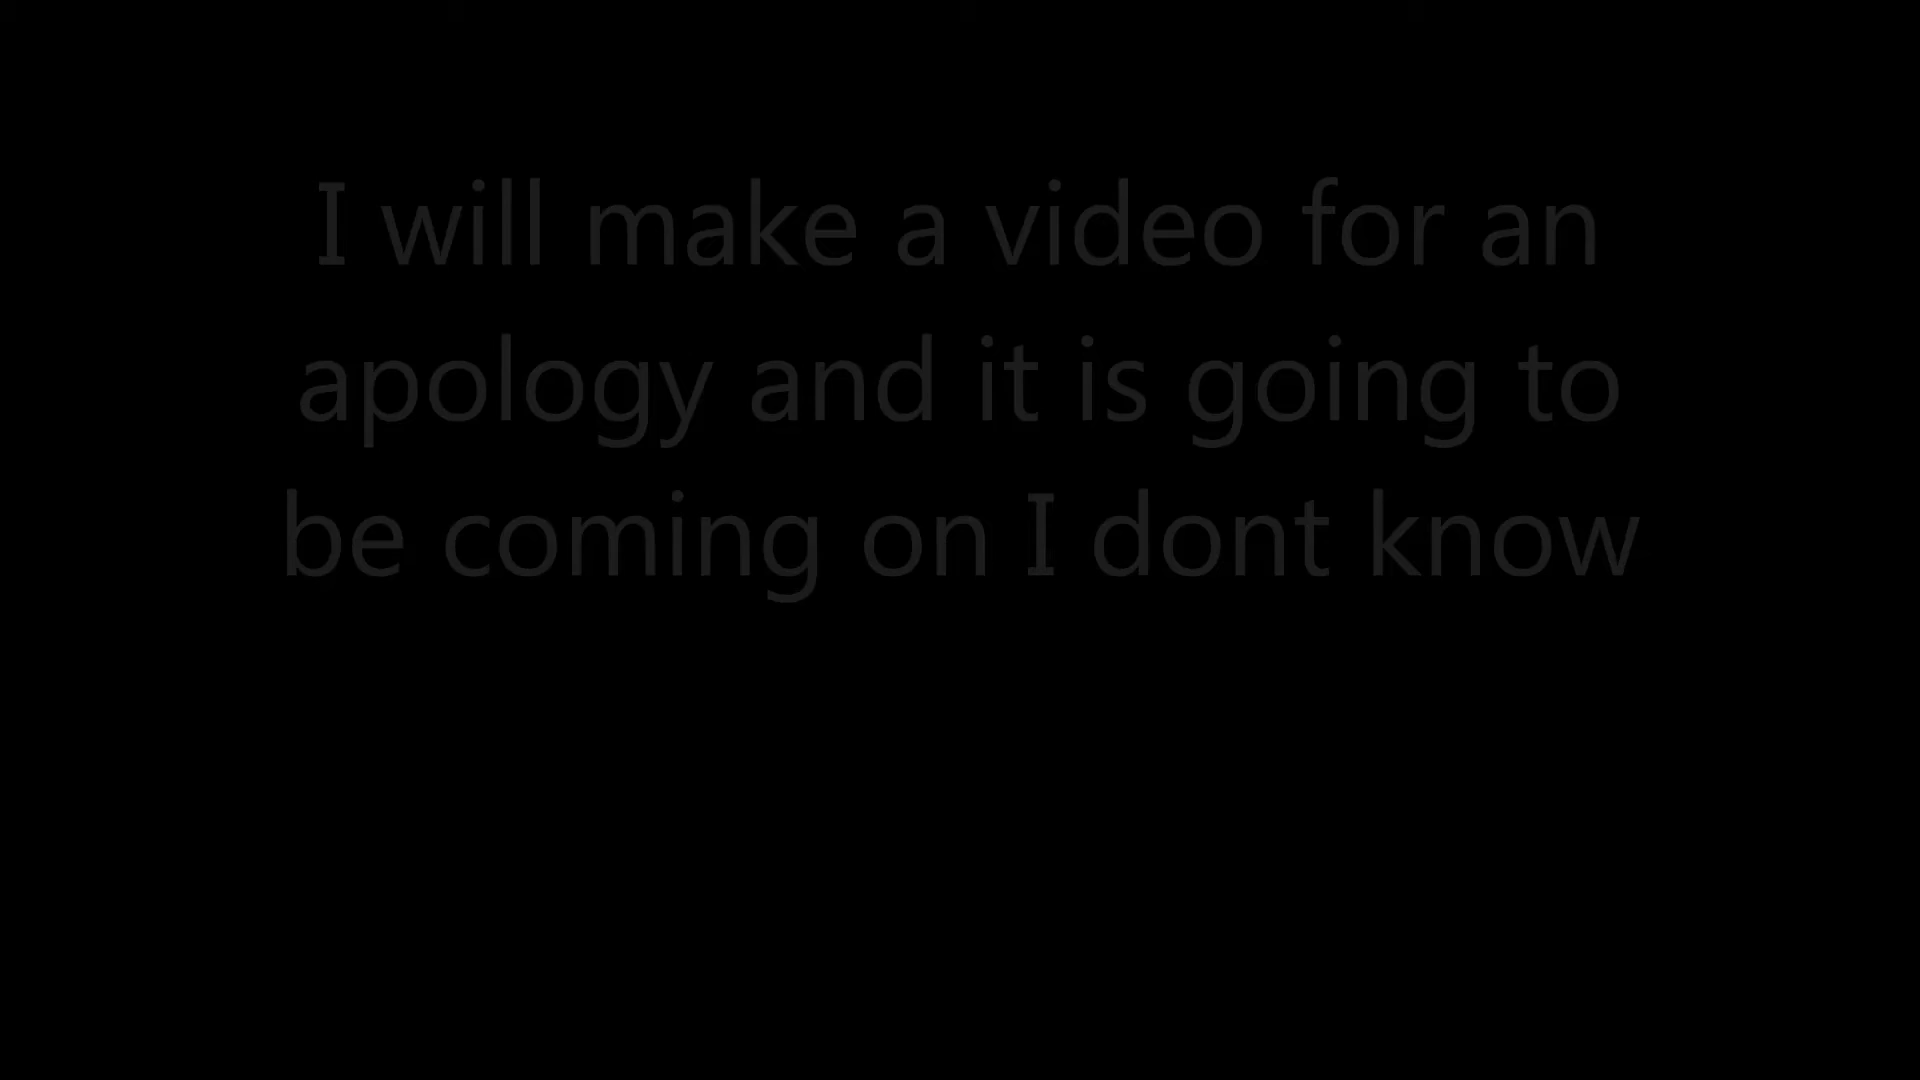 I will make a video for an
apology and it is going to
be coming on I dont know